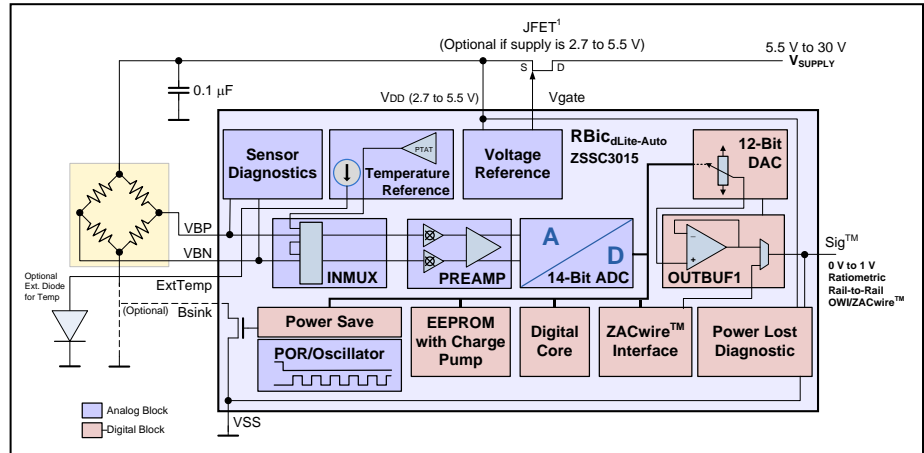 JFET¹
(Optional if supply is 2.7 to 5.5 V)
5.5 V to 30 V
VSUPPLY
S
D
0.1 µF
VDD (2.7 to 5.5 V)
Vgate
RBicdLite-Auto
ZSSC3015
Sensor
Diagnostics
PTAT
Temperature
Reference
Voltage
Reference
12-Bit
DAC
VBP
VBN
INMUX
PREAMP
A
D
14-Bit ADC
−
+
OUTBUF1
Sig™
0 V to 1 V
Ratiometric
Rail-to-Rail
OWI/ZACwire™
ExtTemp
Optional
Ext. Diode
for Temp
(Optional)
Bsink
Power Save
POR/Oscillator
EEPROM
with Charge
Pump
Digital
Core
ZACwire™
Interface
Power Lost
Diagnostic
Analog Block
Digital Block
VSS